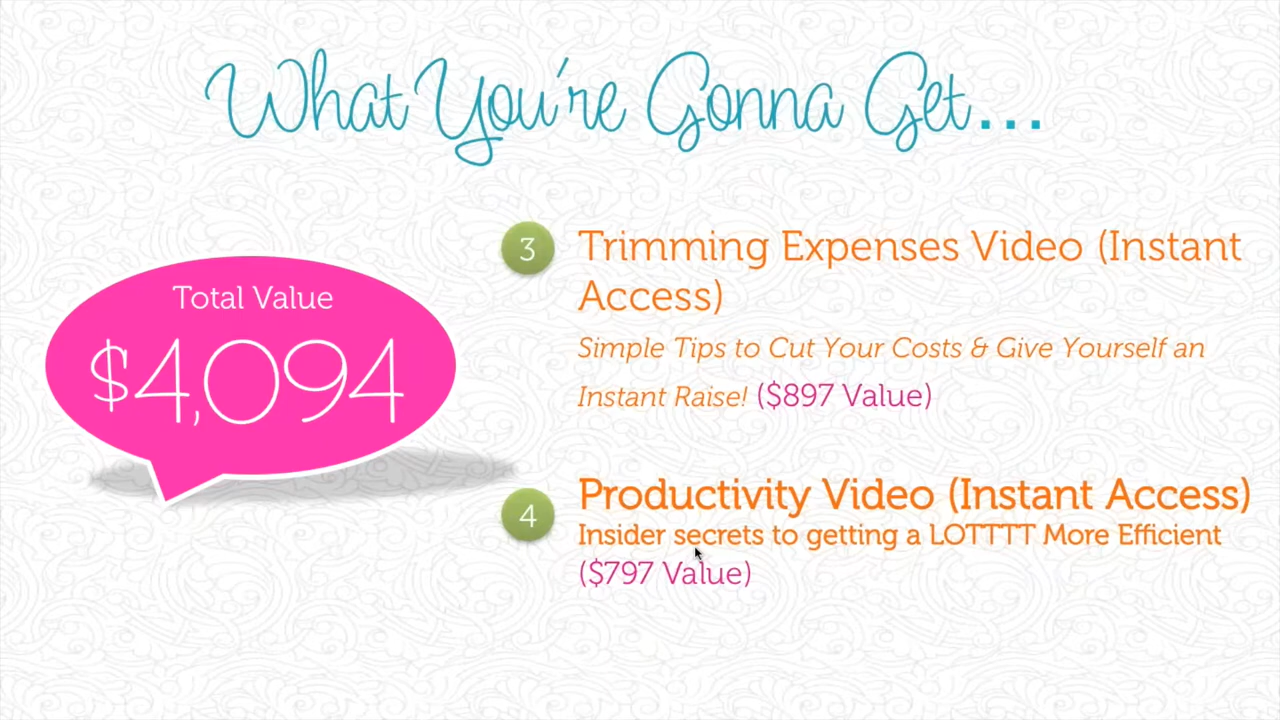 What You're Gonna Get...
Total Value
$4,094
3
Trimming Expenses Video (Instant
Access)
Simple Tips to Cut Your Costs & Give Yourself an
Instant Raise! ($897 Value)
4
Productivity Video (Instant Access)
Insider secrets to getting a LOTTTT More Efficient
($797 Value)